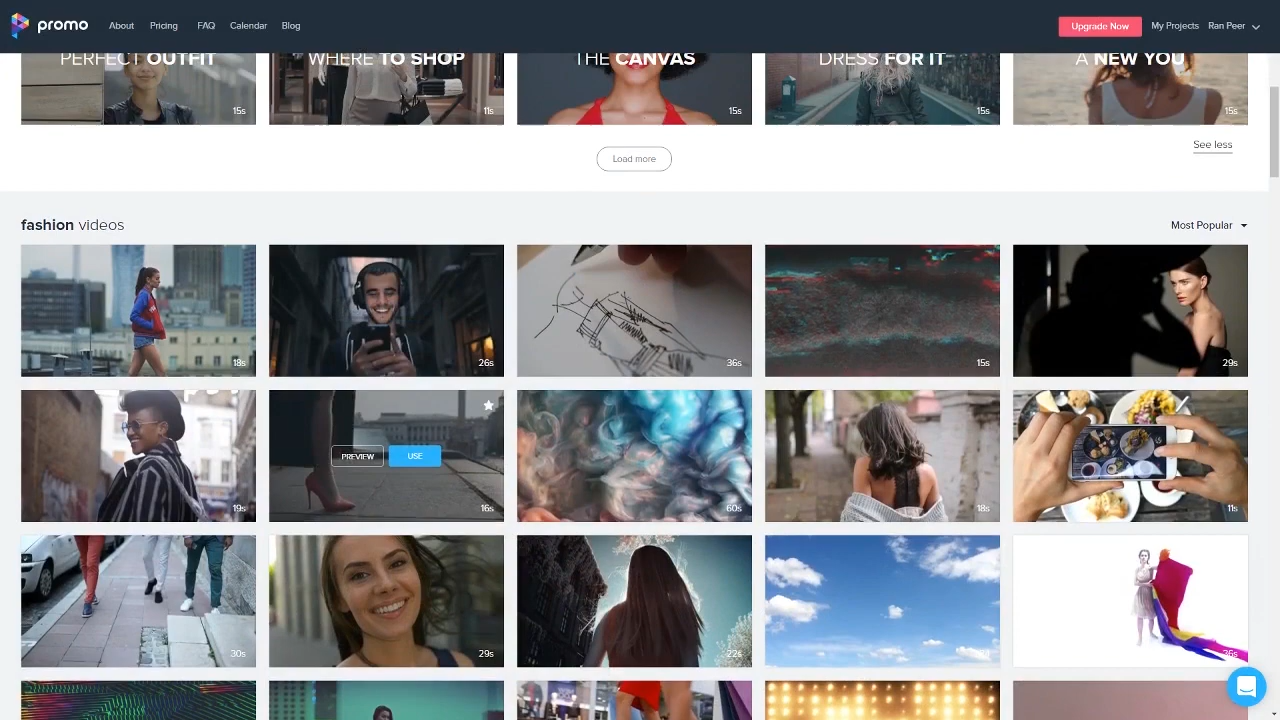 promo About Pricing FAQ Calendar Blog Upgrade Now My Projects Ran Peer
PERFECT OUTFIT WHERE TO SHOP THE CANVAS DRESS FOR IT A NEW YOU
15s 11s 15s 15s 15s
See less
Load more
fashion videos Most Popular
18s 26s 36s 15s 29s
PREVIEW USE
19s 16s 60s 18s 11s
30s 29s 22s 35s